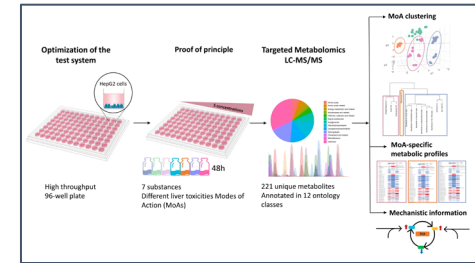 Optimization of the
test system
HepG2 cells
High throughput
96-well plate
Proof of principle
5 concentrations
48h
7 substances
Different liver toxicities Modes of
Action (MoAs)
Targeted Metabolomics
LC-MS/MS
221 unique metabolites
Annotated in 12 ontology
classes
MoA clustering
MoA-specific
metabolic profiles
Mechanistic information